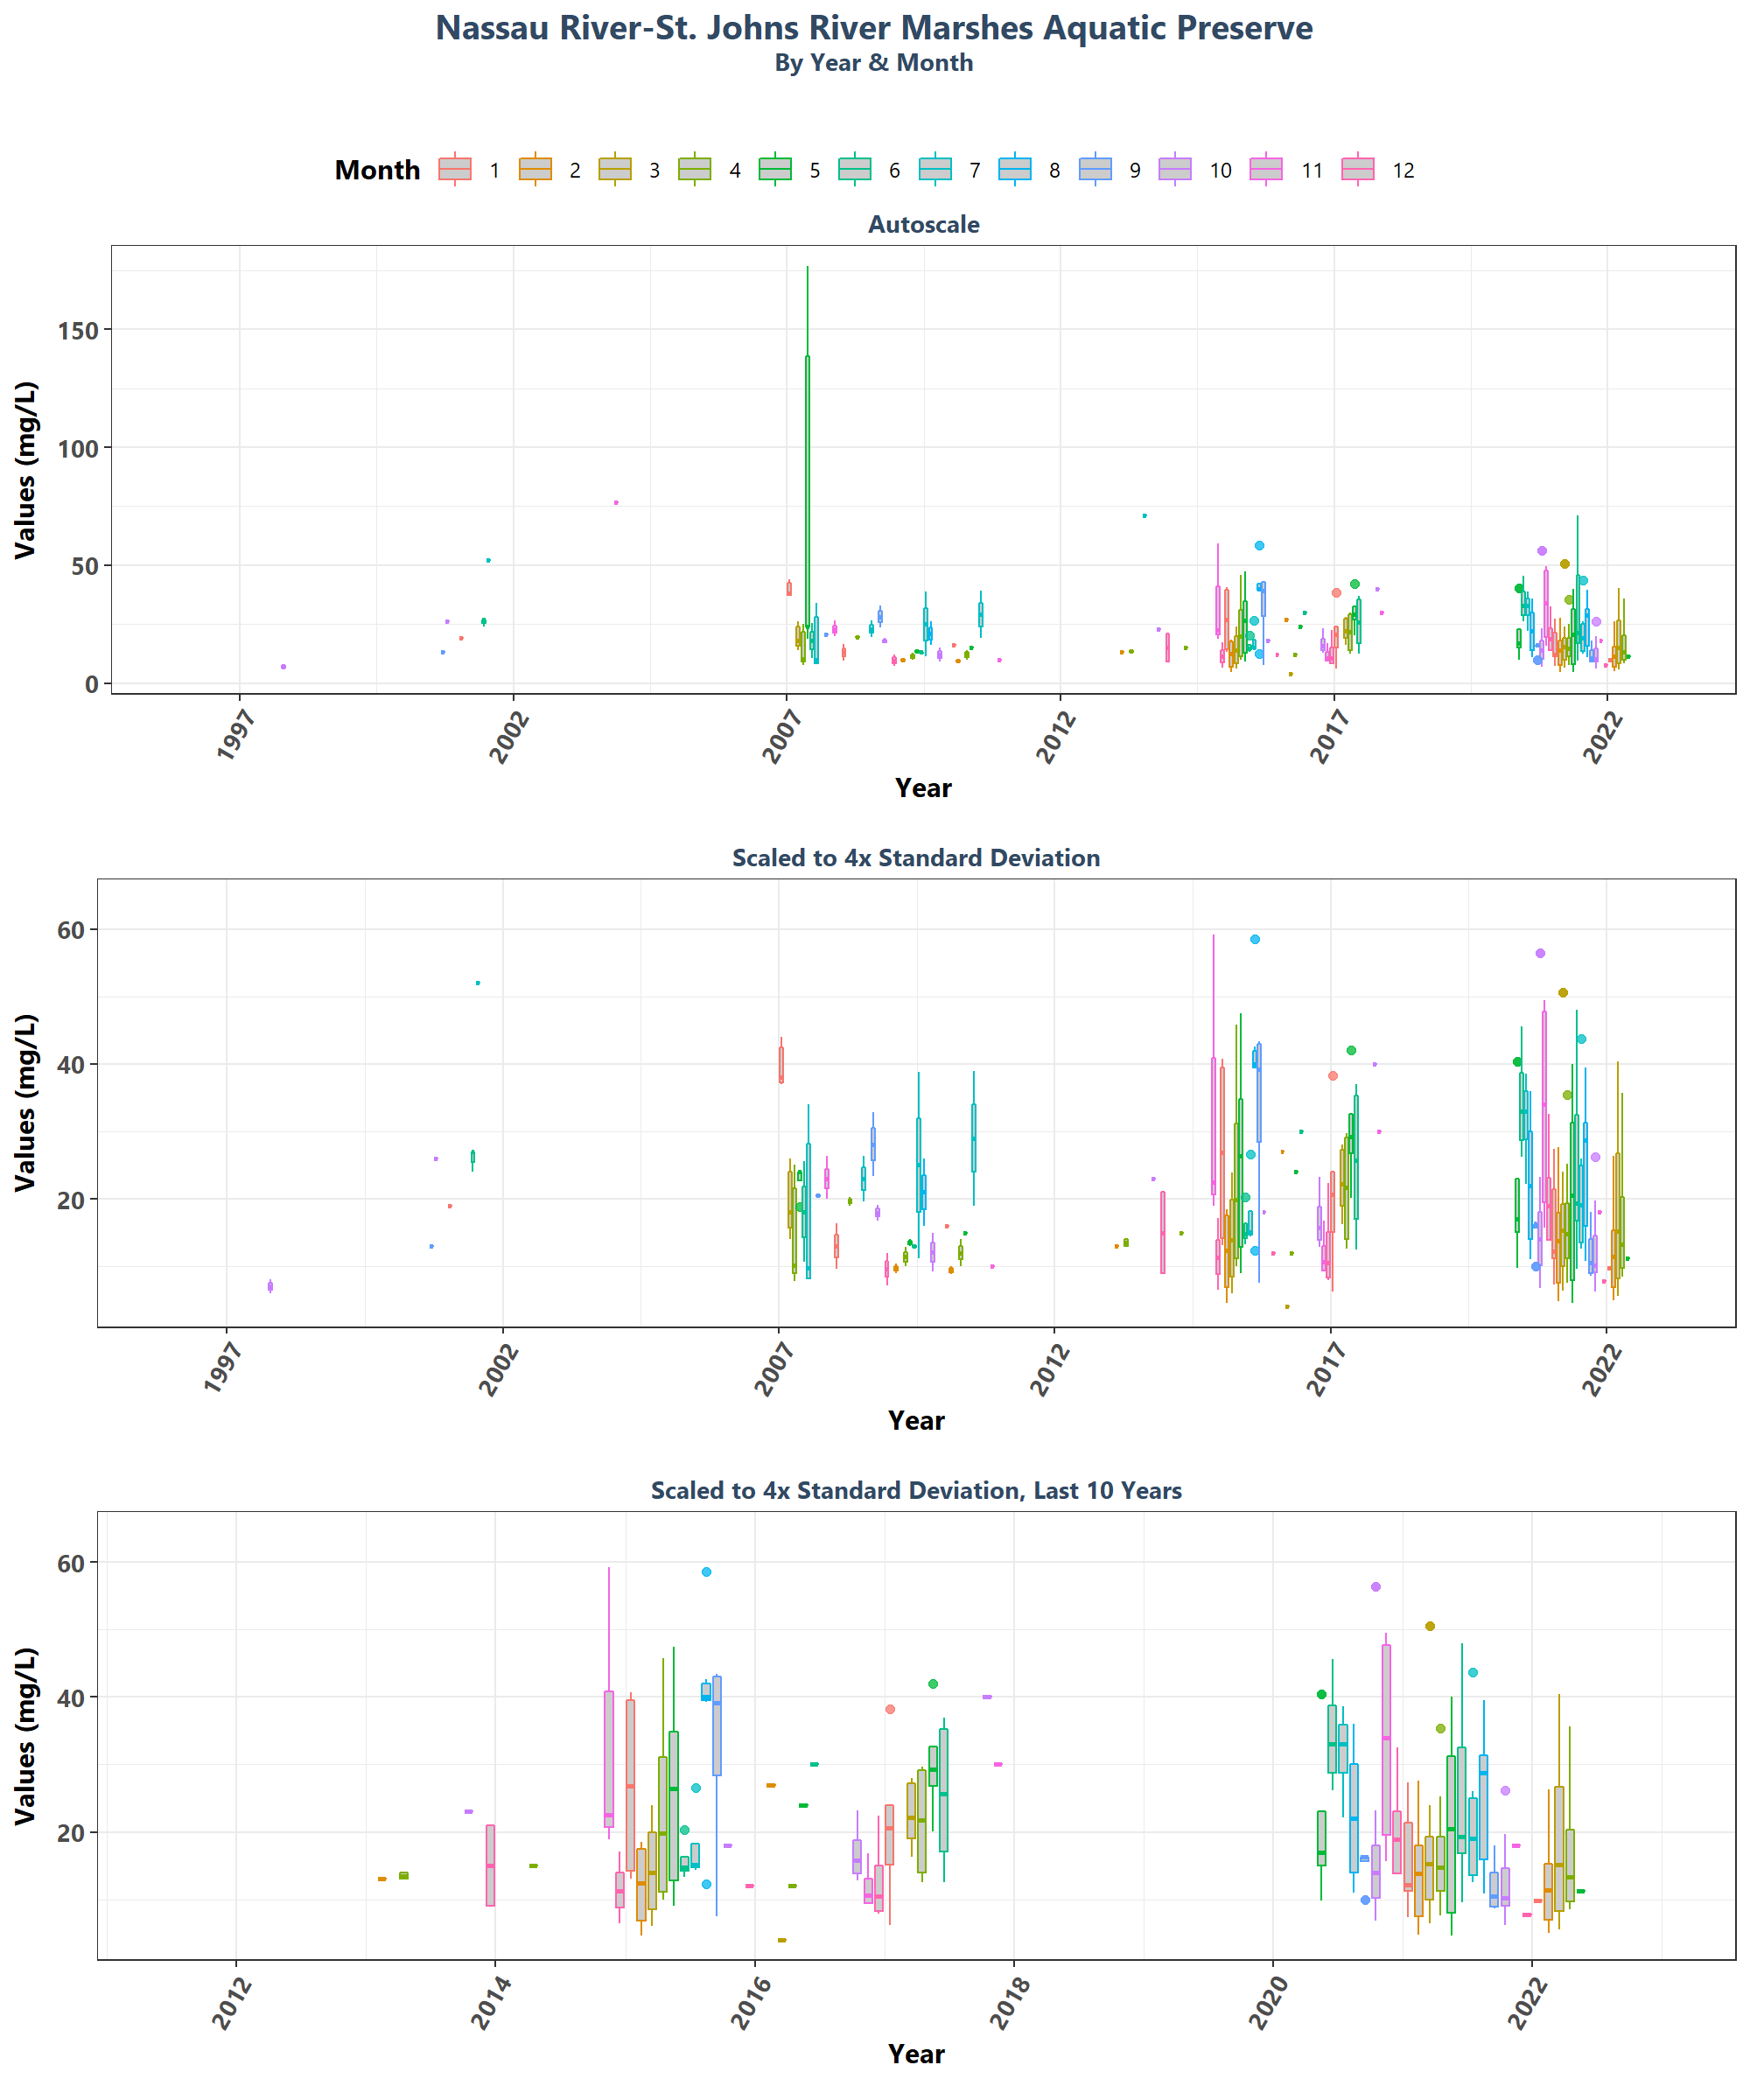 Nassau River-St. Johns River Marshes Aquatic Preserve
By Year & Month
Month 1 2 3 4 5 6 7 8 9 10 11 12
Autoscale
Values (mg/L)
150
100
50
0
1997 2002 2007 2012 2017 2022
Year
Scaled to 4x Standard Deviation
Values (mg/L)
60
40
20
1997 2002 2007 2012 2017 2022
Year
Scaled to 4x Standard Deviation, Last 10 Years
Values (mg/L)
60
40
20
2012 2014 2016 2018 2020 2022
Year